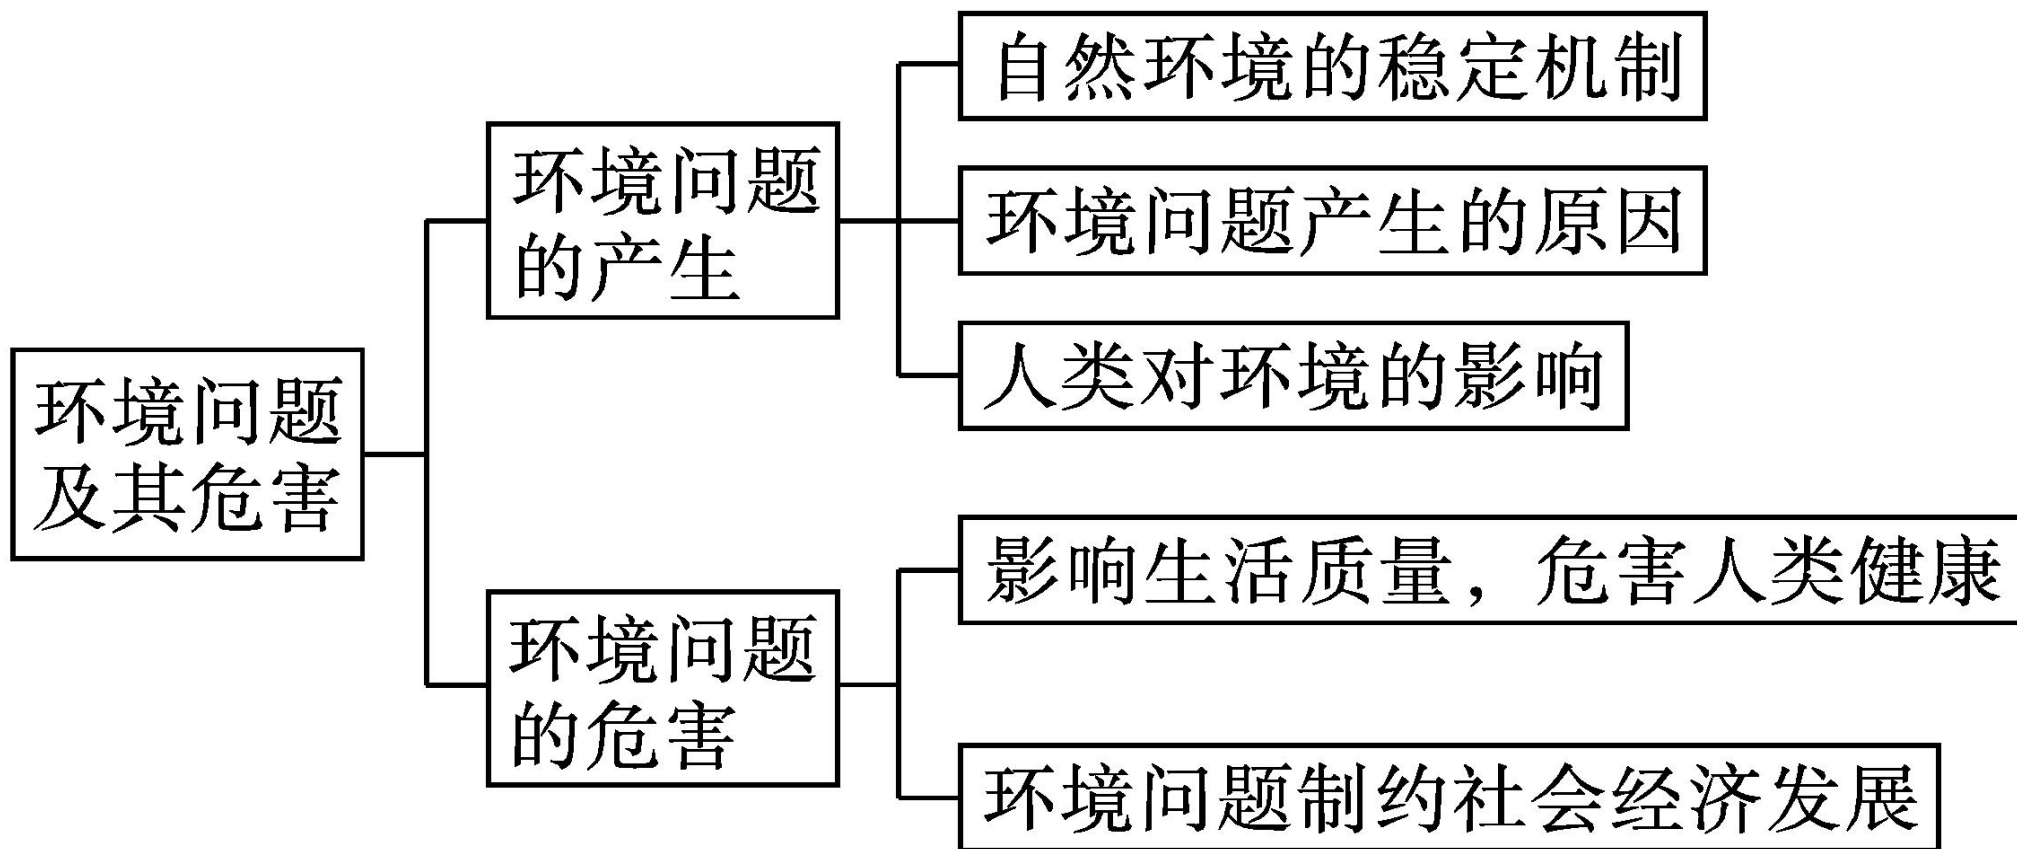 自然环境的稳定机制
环境问题
的产生
环境问题产生的原因
人类对环境的影响
环境问题
及其危害
影响生活质量，危害人类健康
环境问题
的危害
环境问题制约社会经济发展